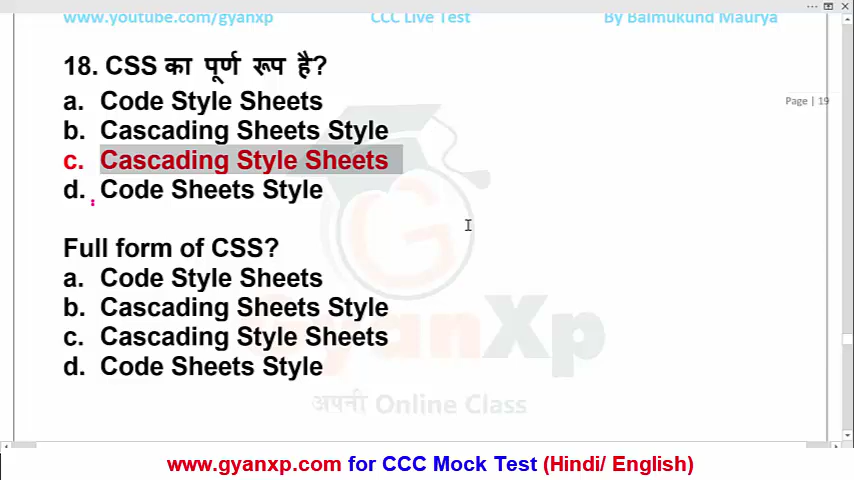 www.youtube.com/gyanxp CCC Live Test By Balmukund Maurya
18. CSS का पूर्ण रूप है?
Page | 19
a. Code Style Sheets
b. Cascading Sheets Style
c. Cascading Style Sheets
d. Code Sheets Style
Full form of CSS?
a. Code Style Sheets
b. Cascading Sheets Style
c. Cascading Style Sheets
d. Code Sheets Style
GyanXp
अपनी Online Class
www.gyanxp.com for CCC Mock Test (Hindi/ English)